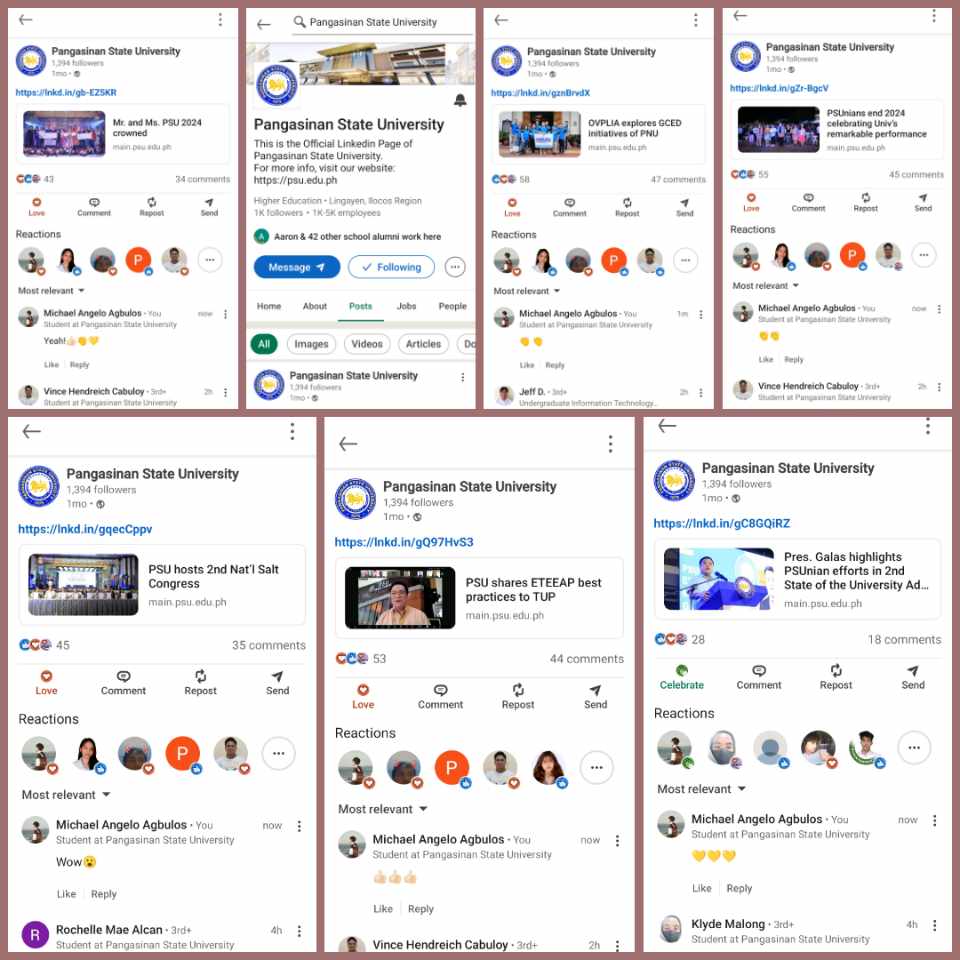 Pangasinan State University
1,394 followers
1mo •
https://lnkd.in/gb-EZSKR
Mr. and Ms. PSU 2024
crowned
main.psu.edu.ph
43
34 comments
Love
Comment
Repost
Send
Reactions
P
Most relevant
Michael Angelo Agbulos • You
now
Student at Pangasinan State University
Yeah!👍🏻👏💛
Like
Reply
Vince Hendreich Cabuloy • 3rd+
2h
Student at Pangasinan State University
Pangasinan State University
Pangasinan State University
This is the Official Linkedin Page of
Pangasinan State University.
For more info, visit our website:
https://psu.edu.ph
Higher Education • Lingayen, Ilocos Region
1K followers • 1K-5K employees
A
Aaron & 42 other school alumni work here
Message
Following
Home
About
Posts
Jobs
People
All
Images
Videos
Articles
Do
Pangasinan State University
1,394 followers
1mo •
Pangasinan State University
1,394 followers
1mo •
https://lnkd.in/gznBrvdX
OVPLIA explores GCED
initiatives of PNU
main.psu.edu.ph
58
47 comments
Love
Comment
Repost
Send
Reactions
P
Most relevant
Michael Angelo Agbulos • You
1m
Student at Pangasinan State University
👏👏
Like
Reply
Jeff D. • 3rd+
2h
Undergraduate Information Technology...
Pangasinan State University
1,394 followers
1mo •
https://lnkd.in/gZr-BgcV
PSUnians end 2024
celebrating Univ's
remarkable performance
main.psu.edu.ph
55
45 comments
Love
Comment
Repost
Send
Reactions
P
Most relevant
Michael Angelo Agbulos • You
now
Student at Pangasinan State University
👏👏
Like
Reply
Vince Hendreich Cabuloy • 3rd+
2h
Student at Pangasinan State University
Pangasinan State University
1,394 followers
1mo •
https://lnkd.in/gqecCppv
PSU hosts 2nd Nat'l Salt
Congress
main.psu.edu.ph
45
35 comments
Love
Comment
Repost
Send
Reactions
P
Most relevant
Michael Angelo Agbulos • You
now
Student at Pangasinan State University
Wow😮
Like
Reply
R
Rochelle Mae Alcan • 3rd+
4h
Student at Pangasinan State University
Pangasinan State University
1,394 followers
1mo •
https://lnkd.in/gQ97HvS3
PSU shares ETEEAP best
practices to TUP
main.psu.edu.ph
53
44 comments
Love
Comment
Repost
Send
Reactions
P
Most relevant
Michael Angelo Agbulos • You
now
Student at Pangasinan State University
👍🏻👍🏻👍🏻
Like
Reply
Vince Hendreich Cabuloy • 3rd+
2h
Pangasinan State University
1,394 followers
1mo •
https://lnkd.in/gC8GQiRZ
Pres. Galas highlights
PSUnian efforts in 2nd
State of the University Ad...
main.psu.edu.ph
28
18 comments
Celebrate
Comment
Repost
Send
Reactions
Most relevant
Michael Angelo Agbulos • You
now
Student at Pangasinan State University
💛💛💛
Like
Reply
Klyde Malong • 3rd+
4h
Student at Pangasinan State University